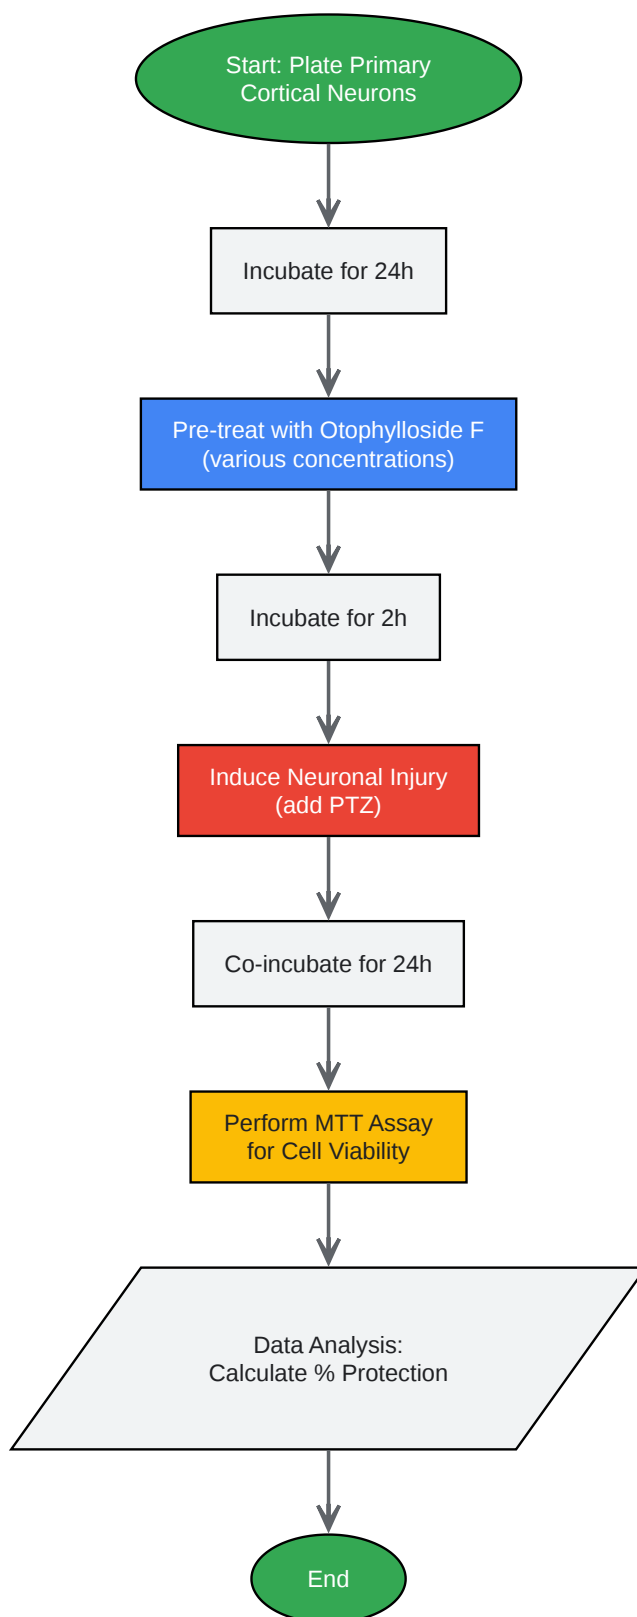 Start: Plate Primary
Cortical Neurons
Incubate for 24h
Pre-treat with Otophylloside F
(various concentrations)
Incubate for 2h
Induce Neuronal Injury
(add PTZ)
Co-incubate for 24h
Perform MTT Assay
for Cell Viability
Data Analysis:
Calculate % Protection
End